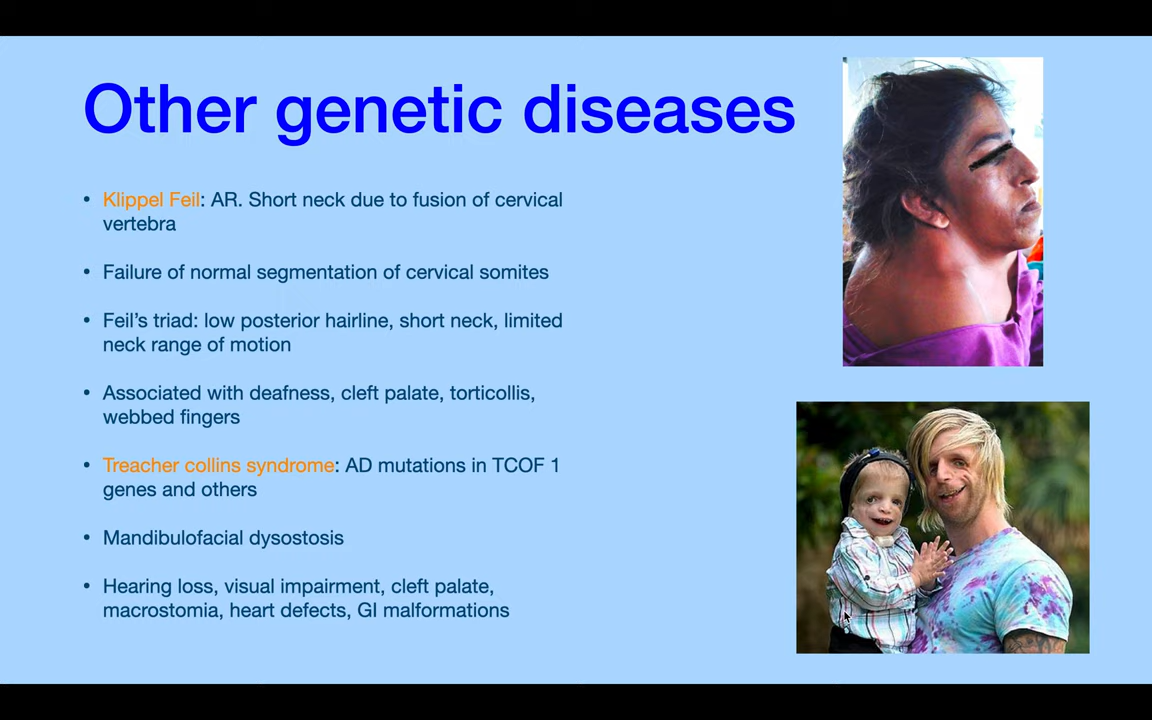 Other genetic diseases
• Klippel Feil: AR. Short neck due to fusion of cervical
vertebra
• Failure of normal segmentation of cervical somites
• Feil’s triad: low posterior hairline, short neck, limited
neck range of motion
• Associated with deafness, cleft palate, torticollis,
webbed fingers
• Treacher collins syndrome: AD mutations in TCOF 1
genes and others
• Mandibulofacial dysostosis
• Hearing loss, visual impairment, cleft palate,
macrostomia, heart defects, GI malformations